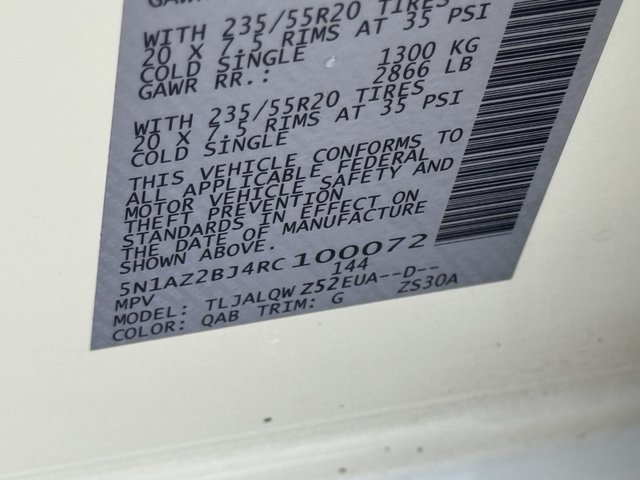 GAWR
WITH 235/55R20 TIRES
20 X 7.5 RIMS AT 35 PSI
COLD SINGLE 1300 KG
GAWR RR.: 2866 LB
WITH 235/55R20 TIRES
20 X 7.5 RIMS AT 35 PSI
COLD SINGLE
THIS VEHICLE CONFORMS TO
ALL APPLICABLE FEDERAL
MOTOR VEHICLE SAFETY AND
THEFT PREVENTION
STANDARDS IN EFFECT ON
THE DATE OF MANUFACTURE
SHOWN ABOVE.
5N1AZ2BJ4RC100072
MPV 144
MODEL: TLJALQWZ52EUA--D--
COLOR: QAB TRIM: G ZS30A